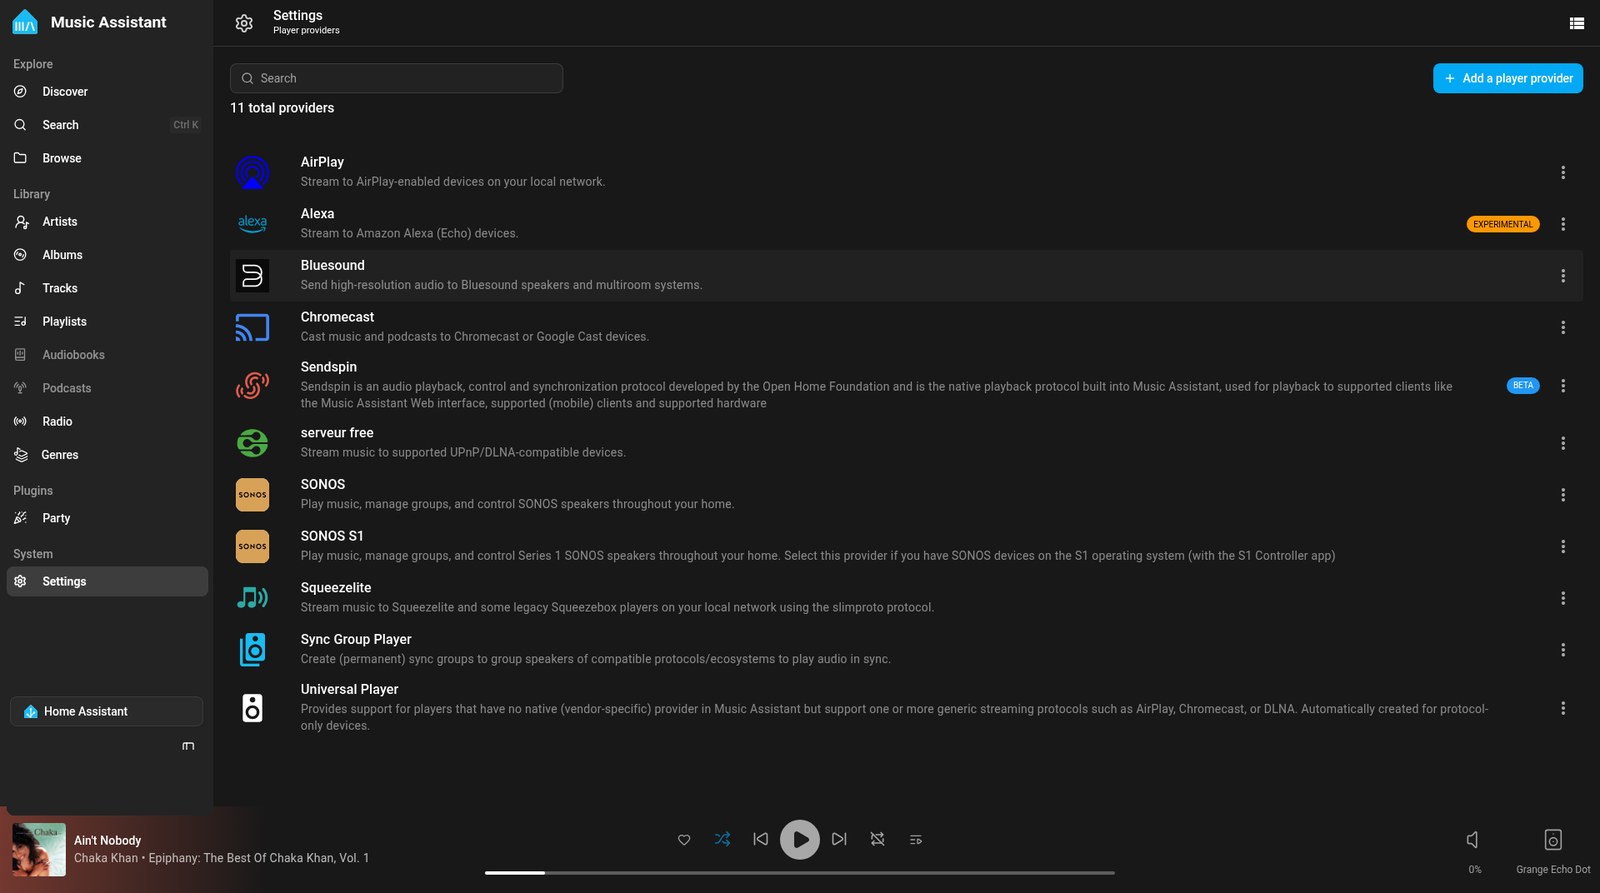 Music Assistant
Explore
Discover
Search
Ctrl K
Browse
Library
Artists
Albums
Tracks
Playlists
Audiobooks
Podcasts
Radio
Genres
Plugins
Party
System
Settings
Home Assistant
Settings
Player providers
Search
Add a player provider
11 total providers
AirPlay
Stream to AirPlay-enabled devices on your local network.
alexa
Alexa
Stream to Amazon Alexa (Echo) devices.
EXPERIMENTAL
Bluesound
Send high-resolution audio to Bluesound speakers and multiroom systems.
Chromecast
Cast music and podcasts to Chromecast or Google Cast devices.
Sendspin
Sendspin is an audio playback, control and synchronization protocol developed by the Open Home Foundation and is the native playback protocol built into Music Assistant, used for playback to supported clients like
the Music Assistant Web interface, supported (mobile) clients and supported hardware
BETA
serveur free
Stream music to supported UPnP/DLNA-compatible devices.
SONOS
SONOS
Play music, manage groups, and control SONOS speakers throughout your home.
SONOS
SONOS S1
Play music, manage groups, and control Series 1 SONOS speakers throughout your home. Select this provider if you have SONOS devices on the S1 operating system (with the S1 Controller app)
Squeezelite
Stream music to Squeezelite and some legacy Squeezebox players on your local network using the slimproto protocol.
Sync Group Player
Create (permanent) sync groups to group speakers of compatible protocols/ecosystems to play audio in sync.
Universal Player
Provides support for players that have no native (vendor-specific) provider in Music Assistant but support one or more generic streaming protocols such as AirPlay, Chromecast, or DLNA. Automatically created for protocol-
only devices.
Chaka
Ain't Nobody
Chaka Khan • Epiphany: The Best Of Chaka Khan, Vol. 1
0%
Grange Echo Dot